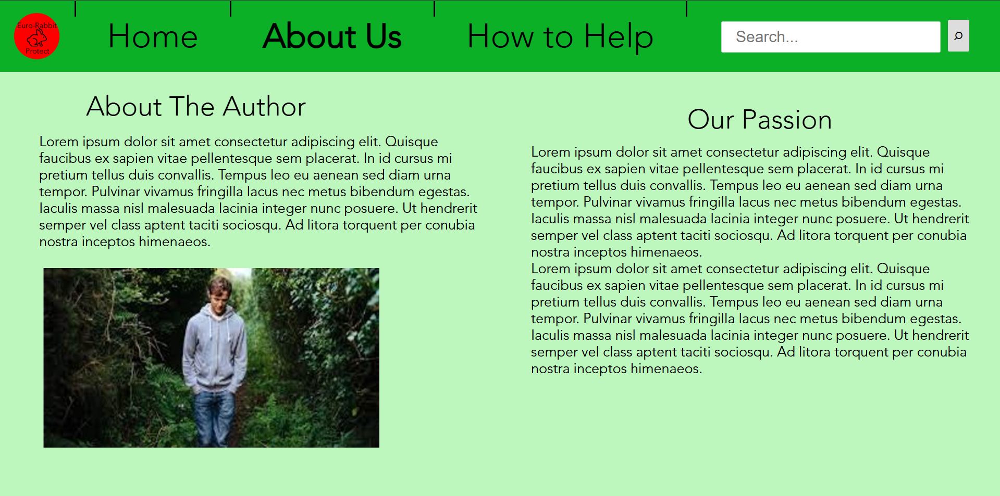 Euro-Rabbit
Protect
Home
About Us
How to Help
Search...
About The Author
Lorem ipsum dolor sit amet consectetur adipiscing elit. Quisque
faucibus ex sapien vitae pellentesque sem placerat. In id cursus mi
pretium tellus duis convallis. Tempus leo eu aenean sed diam urna
tempor. Pulvinar vivamus fringilla lacus nec metus bibendum egestas.
Iaculis massa nisl malesuada lacinia integer nunc posuere. Ut hendrerit
semper vel class aptent taciti sociosqu. Ad litora torquent per conubia
nostra inceptos himenaeos.
Our Passion
Lorem ipsum dolor sit amet consectetur adipiscing elit. Quisque
faucibus ex sapien vitae pellentesque sem placerat. In id cursus mi
pretium tellus duis convallis. Tempus leo eu aenean sed diam urna
tempor. Pulvinar vivamus fringilla lacus nec metus bibendum egestas.
Iaculis massa nisl malesuada lacinia integer nunc posuere. Ut hendrerit
semper vel class aptent taciti sociosqu. Ad litora torquent per conubia
nostra inceptos himenaeos.
Lorem ipsum dolor sit amet consectetur adipiscing elit. Quisque
faucibus ex sapien vitae pellentesque sem placerat. In id cursus mi
pretium tellus duis convallis. Tempus leo eu aenean sed diam urna
tempor. Pulvinar vivamus fringilla lacus nec metus bibendum egestas.
Iaculis massa nisl malesuada lacinia integer nunc posuere. Ut hendrerit
semper vel class aptent taciti sociosqu. Ad litora torquent per conubia
nostra inceptos himenaeos.